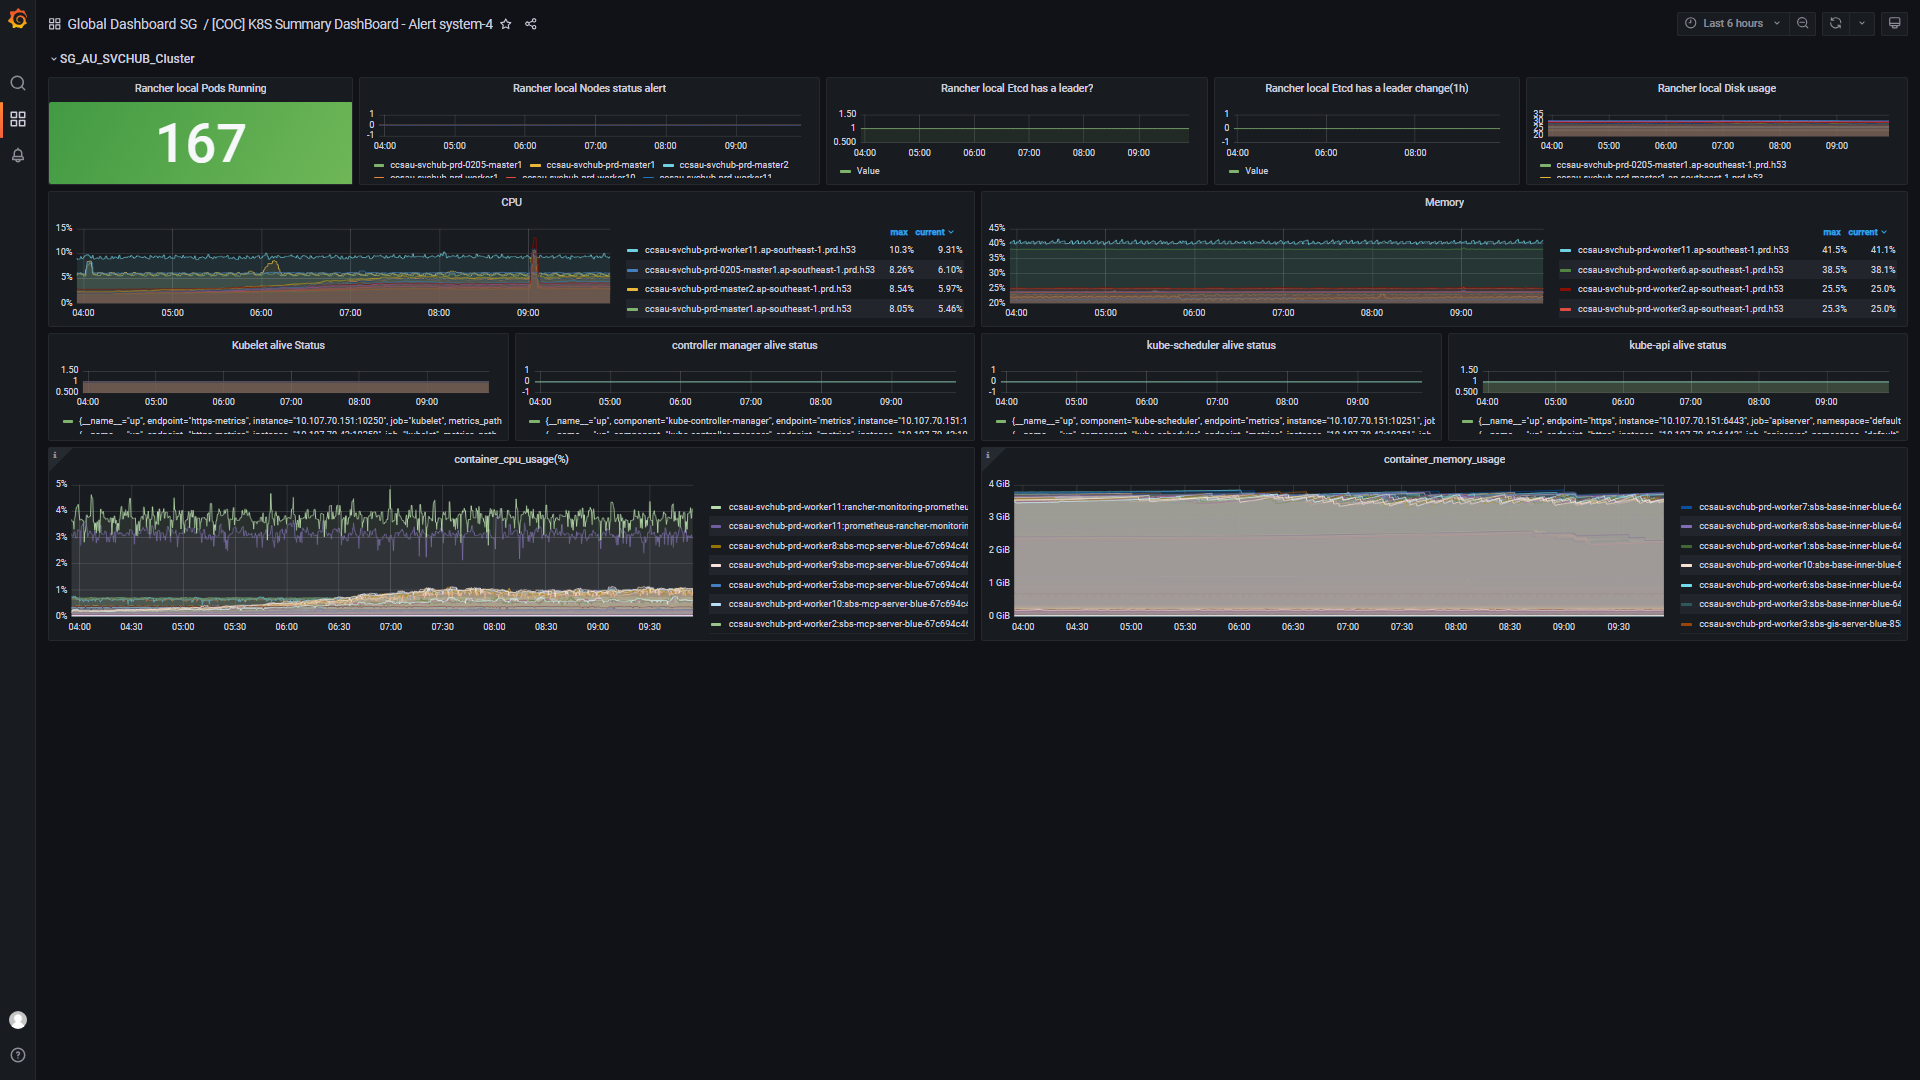 Global Dashboard SG / [COC] K8S Summary DashBoard - Alert system-4
Last 6 hours
SG_AU_SVCHUB_Cluster
Rancher local Pods Running
167
Rancher local Nodes status alert
1
0
-1
04:00 05:00 06:00 07:00 08:00 09:00
ccsau-svchub-prd-0205-master1 ccsau-svchub-prd-master1 ccsau-svchub-prd-master2
ccsau-svchub-prd-worker1 ccsau-svchub-prd-worker10 ccsau-svchub-prd-worker11
Rancher local Etcd has a leader?
1.50
1
0.500
04:00 05:00 06:00 07:00 08:00 09:00
Value
Rancher local Etcd has a leader change(1h)
1
0
-1
04:00 06:00 08:00
Value
Rancher local Disk usage
35
30
25
20
04:00 05:00 06:00 07:00 08:00 09:00
ccsau-svchub-prd-0205-master1.ap-southeast-1.prd.h53
ccsau-svchub-prd-master1.ap-southeast-1.prd.h53
CPU
15%
10%
5%
0%
04:00 05:00 06:00 07:00 08:00 09:00
max current
ccsau-svchub-prd-worker11.ap-southeast-1.prd.h53 10.3% 9.31%
ccsau-svchub-prd-0205-master1.ap-southeast-1.prd.h53 8.26% 6.10%
ccsau-svchub-prd-master2.ap-southeast-1.prd.h53 8.54% 5.97%
ccsau-svchub-prd-master1.ap-southeast-1.prd.h53 8.05% 5.46%
Memory
45%
40%
35%
30%
25%
20%
04:00 05:00 06:00 07:00 08:00 09:00
max current
ccsau-svchub-prd-worker11.ap-southeast-1.prd.h53 41.5% 41.1%
ccsau-svchub-prd-worker6.ap-southeast-1.prd.h53 38.5% 38.1%
ccsau-svchub-prd-worker2.ap-southeast-1.prd.h53 25.5% 25.0%
ccsau-svchub-prd-worker3.ap-southeast-1.prd.h53 25.3% 25.0%
Kubelet alive Status
1.50
1
0.500
04:00 05:00 06:00 07:00 08:00 09:00
{__name__="up", endpoint="https-metrics", instance="10.107.70.151:10250", job="kubelet", metrics_path
controller manager alive status
1
0
-1
04:00 05:00 06:00 07:00 08:00 09:00
{__name__="up", component="kube-controller-manager", endpoint="metrics", instance="10.107.70.151:1
kube-scheduler alive status
1
0
-1
04:00 05:00 06:00 07:00 08:00 09:00
{__name__="up", component="kube-scheduler", endpoint="metrics", instance="10.107.70.151:10251", job
kube-api alive status
1.50
1
0.500
04:00 05:00 06:00 07:00 08:00 09:00
{__name__="up", endpoint="https", instance="10.107.70.151:6443", job="apiserver", namespace="default
container_cpu_usage(%)
5%
4%
3%
2%
1%
0%
04:00 04:30 05:00 05:30 06:00 06:30 07:00 07:30 08:00 08:30 09:00 09:30
ccsau-svchub-prd-worker11:rancher-monitoring-prometheu
ccsau-svchub-prd-worker11:prometheus-rancher-monitorin
ccsau-svchub-prd-worker8:sbs-mcp-server-blue-67c694c46
ccsau-svchub-prd-worker9:sbs-mcp-server-blue-67c694c46
ccsau-svchub-prd-worker5:sbs-mcp-server-blue-67c694c46
ccsau-svchub-prd-worker10:sbs-mcp-server-blue-67c694c4
ccsau-svchub-prd-worker2:sbs-mcp-server-blue-67c694c46
container_memory_usage
4 GiB
3 GiB
2 GiB
1 GiB
0 GiB
04:00 04:30 05:00 05:30 06:00 06:30 07:00 07:30 08:00 08:30 09:00 09:30
ccsau-svchub-prd-worker7:sbs-base-inner-blue-64
ccsau-svchub-prd-worker8:sbs-base-inner-blue-64
ccsau-svchub-prd-worker1:sbs-base-inner-blue-64
ccsau-svchub-prd-worker10:sbs-base-inner-blue-6
ccsau-svchub-prd-worker6:sbs-base-inner-blue-64
ccsau-svchub-prd-worker3:sbs-base-inner-blue-64
ccsau-svchub-prd-worker3:sbs-gis-server-blue-85